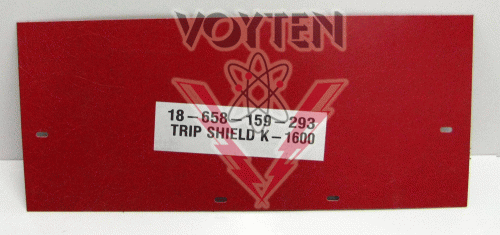 VOYTEN
18-658-159-293
TRIP SHIELD K-1600